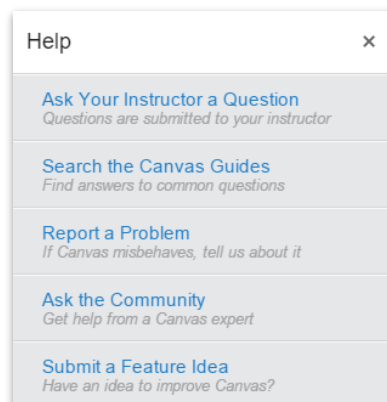 Help ×
Ask Your Instructor a Question
Questions are submitted to your instructor
Search the Canvas Guides
Find answers to common questions
Report a Problem
If Canvas misbehaves, tell us about it
Ask the Community
Get help from a Canvas expert
Submit a Feature Idea
Have an idea to improve Canvas?